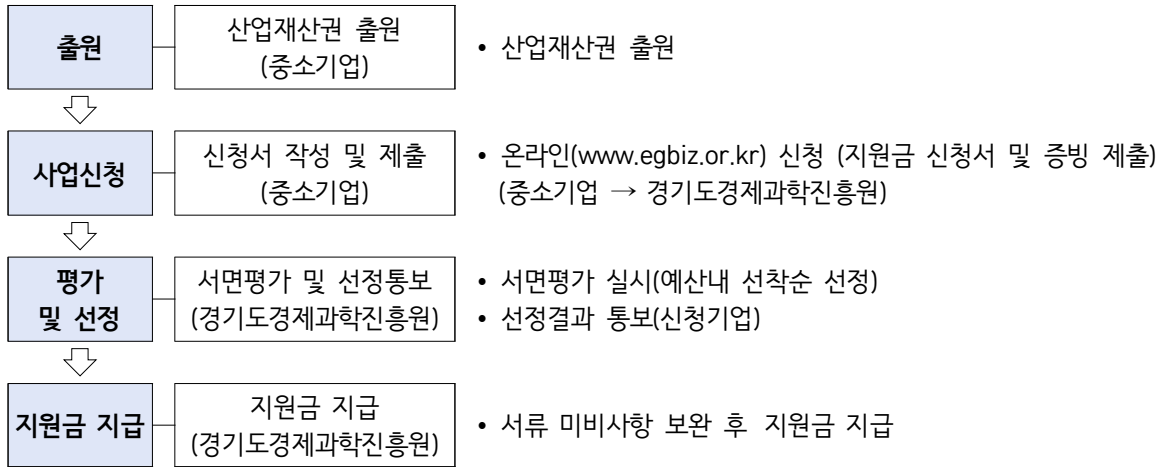 출원
산업재산권 출원
(중소기업)
• 산업재산권 출원
사업신청
신청서 작성 및 제출
(중소기업)
• 온라인(www.egbiz.or.kr) 신청 (지원금 신청서 및 증빙 제출)
(중소기업 → 경기도경제과학진흥원)
평가
및 선정
서면평가 및 선정통보
(경기도경제과학진흥원)
• 서면평가 실시(예산내 선착순 선정)
• 선정결과 통보(신청기업)
지원금 지급
지원금 지급
(경기도경제과학진흥원)
• 서류 미비사항 보완 후 지원금 지급